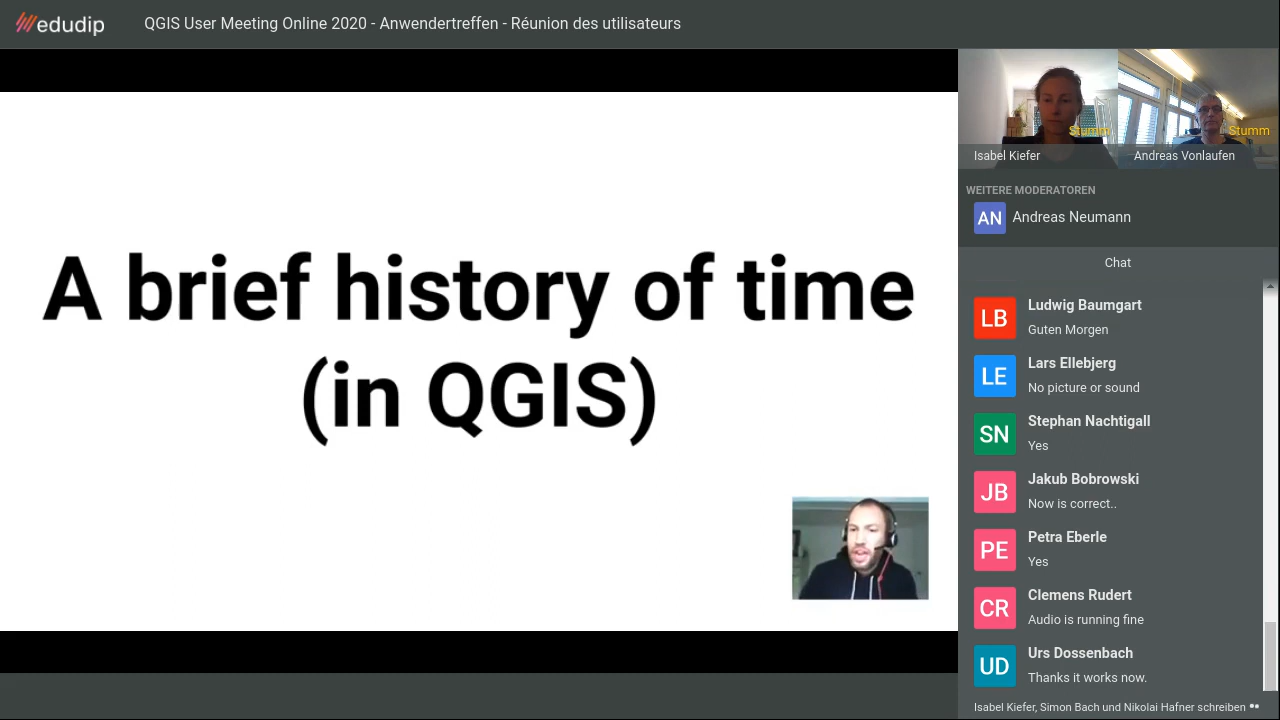 edudip
QGIS User Meeting Online 2020 - Anwendertreffen - Réunion des utilisateurs
A brief history of time
(in QGIS)
Stumm
Stumm
Isabel Kiefer
Andreas Vonlaufen
WEITERE MODERATOREN
AN
Andreas Neumann
Chat
LB
Ludwig Baumgart
Guten Morgen
LE
Lars Ellebjerg
No picture or sound
SN
Stephan Nachtigall
Yes
JB
Jakub Bobrowski
Now is correct..
PE
Petra Eberle
Yes
CR
Clemens Rudert
Audio is running fine
UD
Urs Dossenbach
Thanks it works now.
Isabel Kiefer, Simon Bach und Nikolai Hafner schreiben